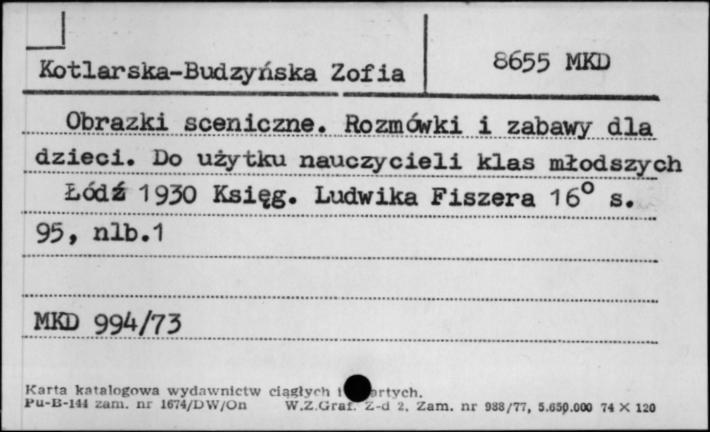 Kotlarska-Budzyńska Zofia
8655 MKD
Obrazki sceniczne. Rozmówki i zabawy dla
dzieci. Do użytku nauczycieli klas młodszych
Łódź 1930 Księg. Ludwika Fiszera 16° s.
95, nlb.1
MKD 994/73
Karta katalogowa wydawnictw ciągłych i
Pu-B-144 zam. nr 1674/DW/On W.Z.Graf. Z-d 2. Zam. nr 988/77, 5.650.000 74 X 120